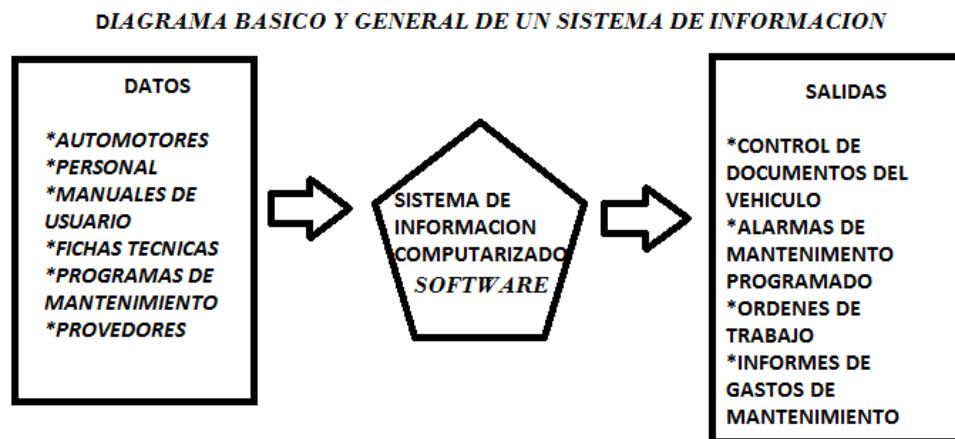 DIAGRAMA BASICO Y GENERAL DE UN SISTEMA DE INFORMACION
DATOS
*AUTOMOTORES
*PERSONAL
*MANUALES DE
USUARIO
*FICHAS TECNICAS
*PROGRAMAS DE
MANTENIMIENTO
*PROVEDORES
SISTEMA DE
INFORMACION
COMPUTARIZADO
SOFTWARE
SALIDAS
*CONTROL DE
DOCUMENTOS DEL
VEHICULO
*ALARMAS DE
MANTENIMENTO
PROGRAMADO
*ORDENES DE
TRABAJO
*INFORMES DE
GASTOS DE
MANTENIMIENTO